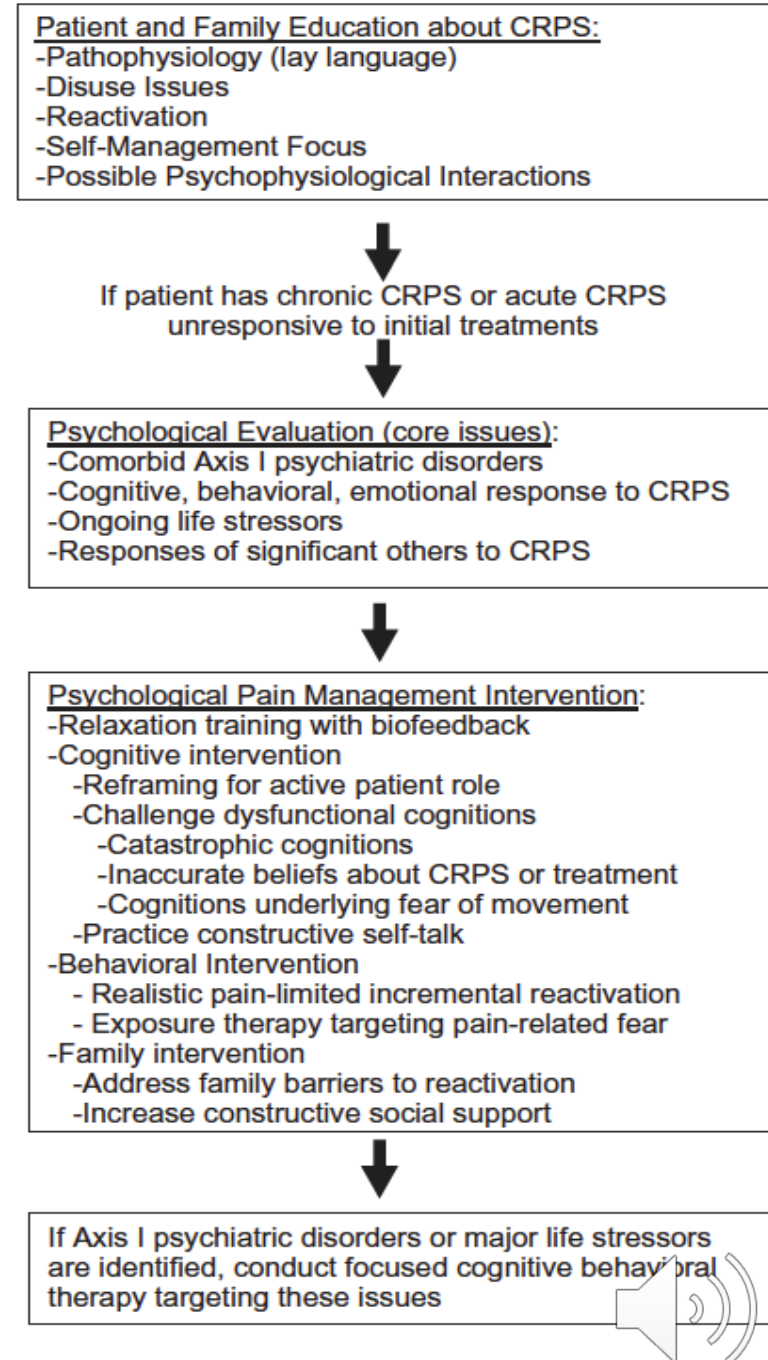 Patient and Family Education about CRPS:
-Pathophysiology (lay language)
-Disuse Issues
-Reactivation
-Self-Management Focus
-Possible Psychophysiological Interactions
If patient has chronic CRPS or acute CRPS
unresponsive to initial treatments
Psychological Evaluation (core issues):
-Comorbid Axis I psychiatric disorders
-Cognitive, behavioral, emotional response to CRPS
-Ongoing life stressors
-Responses of significant others to CRPS
Psychological Pain Management Intervention:
-Relaxation training with biofeedback
-Cognitive intervention
-Reframing for active patient role
-Challenge dysfunctional cognitions
-Catastrophic cognitions
-Inaccurate beliefs about CRPS or treatment
-Cognitions underlying fear of movement
-Practice constructive self-talk
-Behavioral Intervention
- Realistic pain-limited incremental reactivation
- Exposure therapy targeting pain-related fear
-Family intervention
-Address family barriers to reactivation
-Increase constructive social support
If Axis I psychiatric disorders or major life stressors
are identified, conduct focused cognitive behavioral
therapy targeting these issues